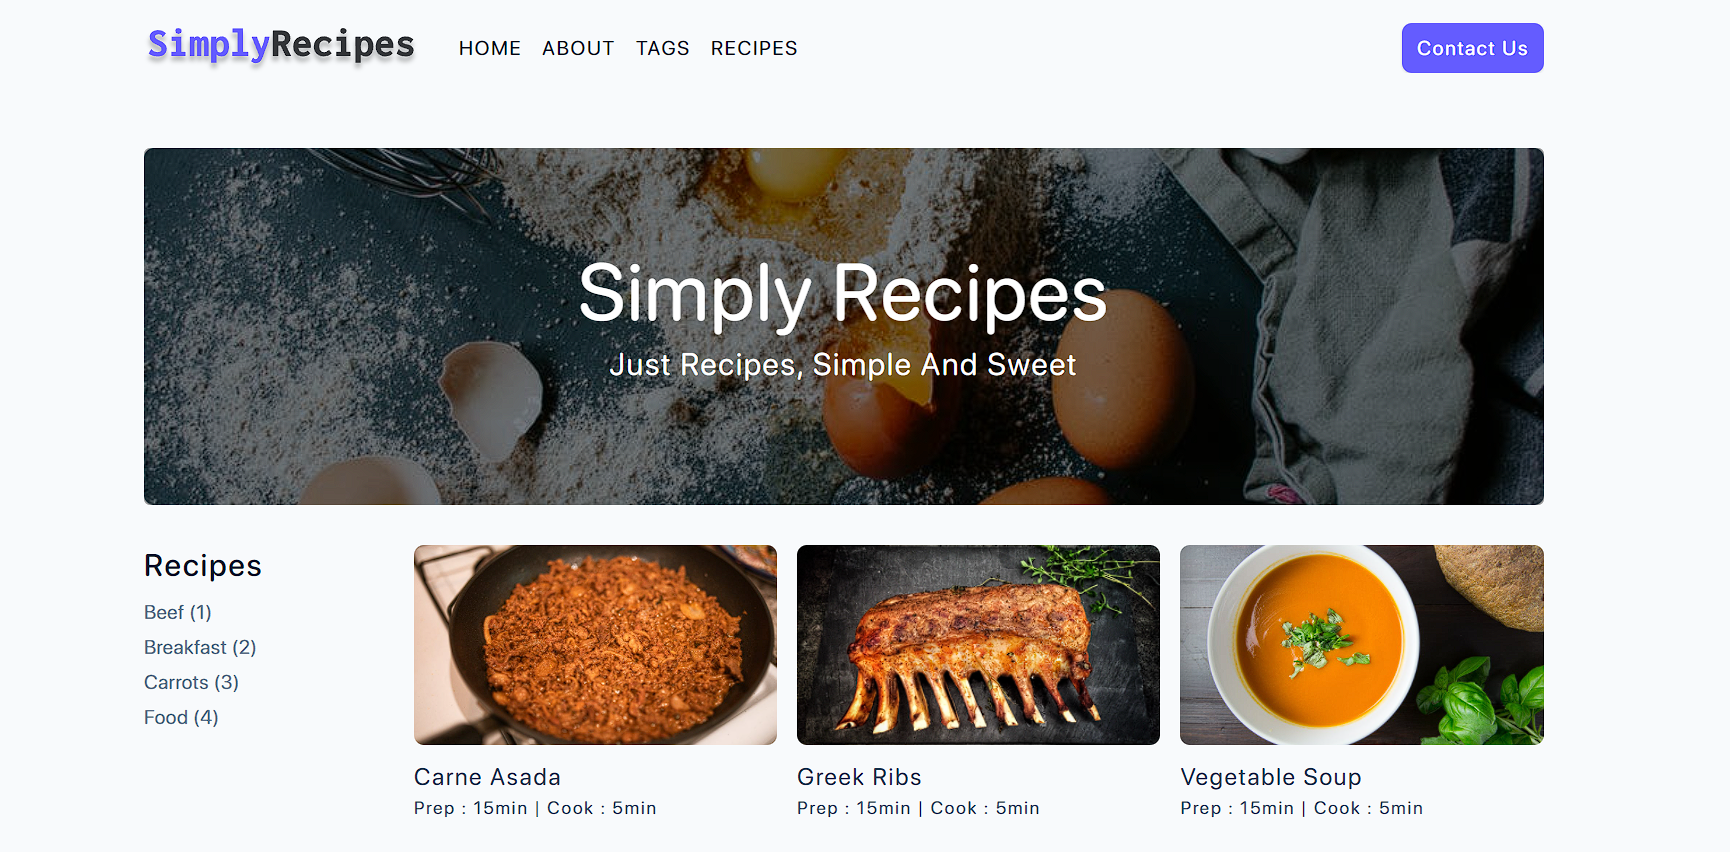 SimplyRecipes
HOME ABOUT TAGS RECIPES
Contact Us
Simply Recipes
Just Recipes, Simple And Sweet
Recipes
Beef (1)
Breakfast (2)
Carrots (3)
Food (4)
Carne Asada
Prep : 15min | Cook : 5min
Greek Ribs
Prep : 15min | Cook : 5min
Vegetable Soup
Prep : 15min | Cook : 5min